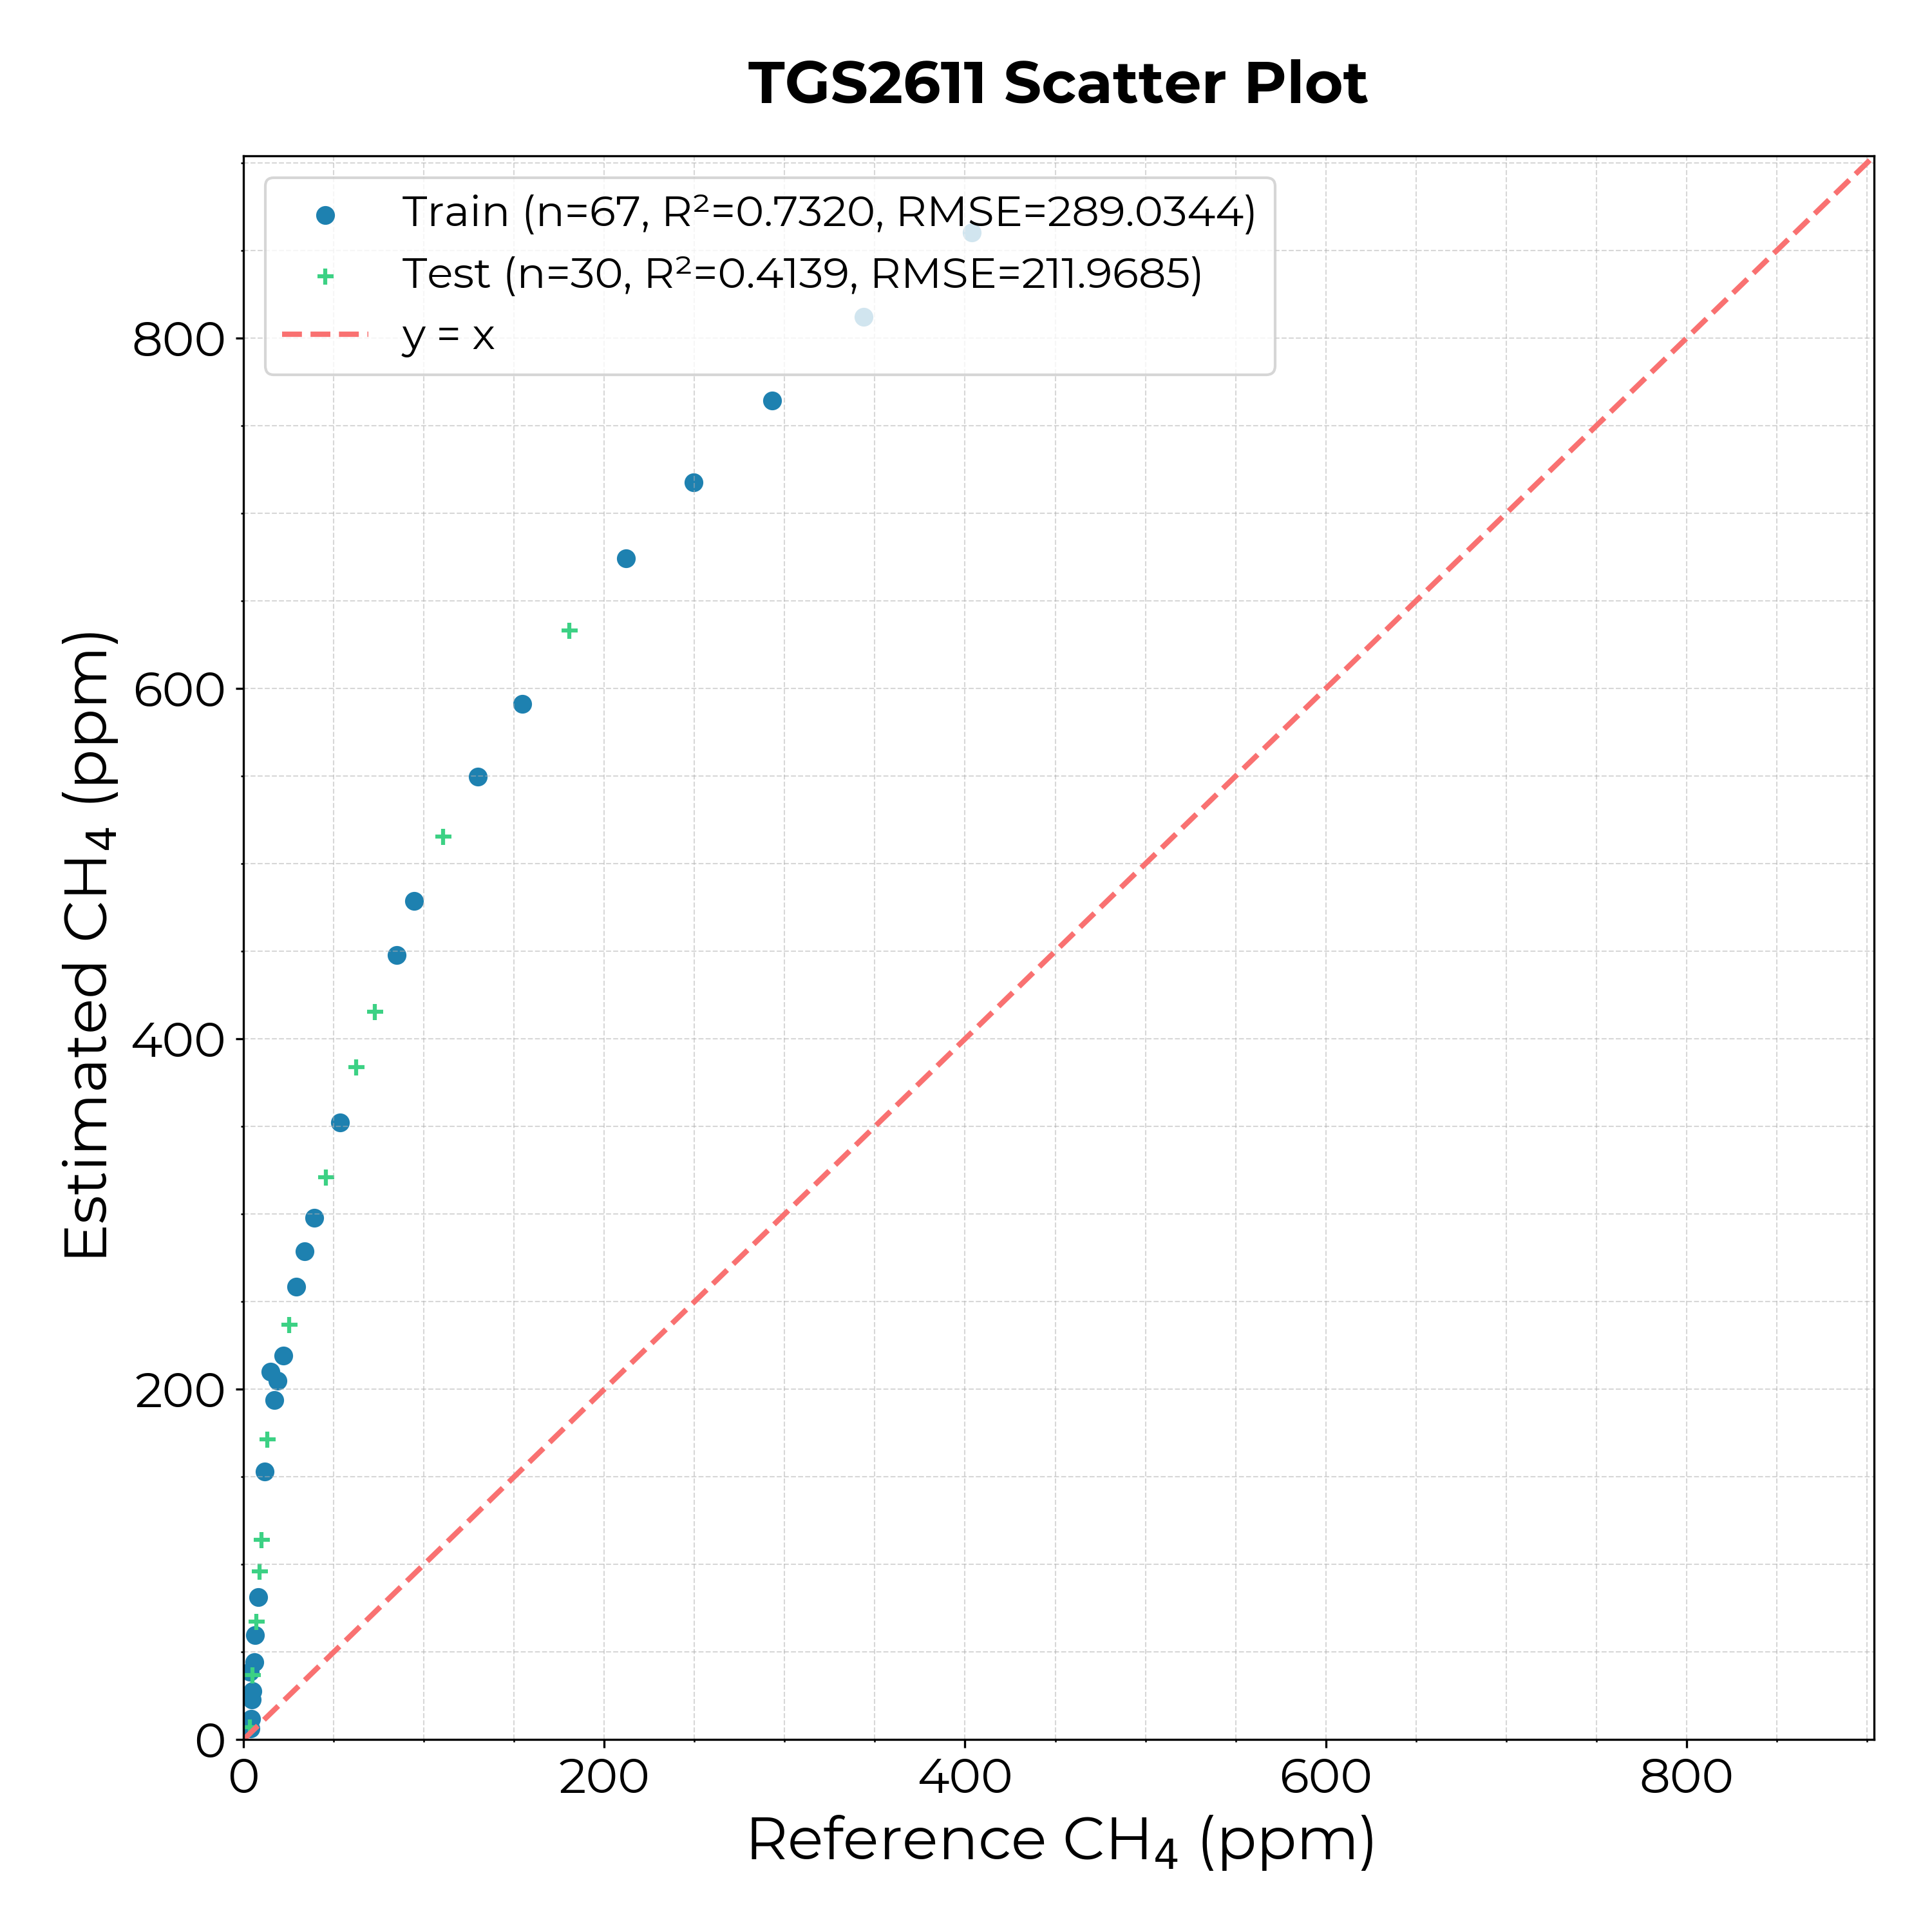 TGS2611 Scatter Plot
Train (n=67, R²=0.7320, RMSE=289.0344)
Test (n=30, R²=0.4139, RMSE=211.9685)
y = x
Estimated CH₄ (ppm)
800
600
400
200
0
0 200 400 600 800
Reference CH₄ (ppm)